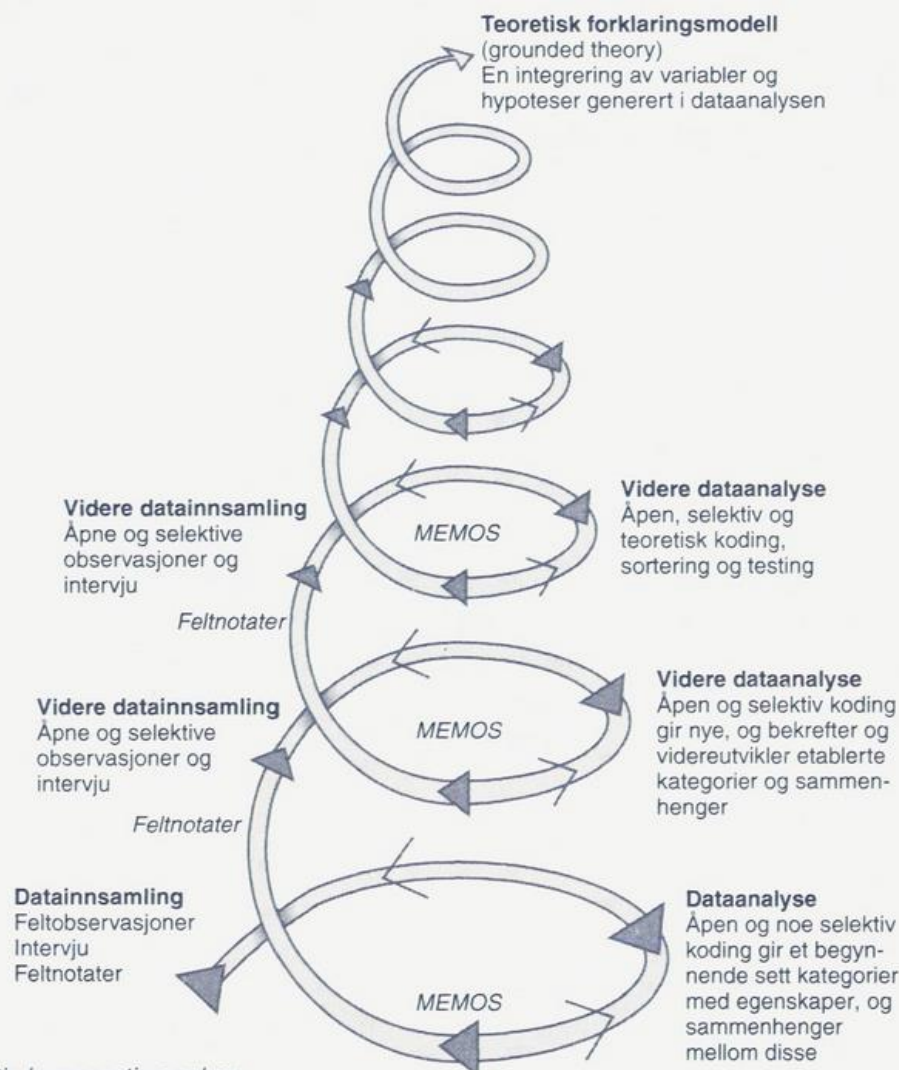 Teoretisk forklaringsmodell
(grounded theory)
En integrering av variabler og
hypoteser generert i dataanalysen
Videre datainnsamling
Åpne og selektive
observasjoner og
intervju
Feltnotater
MEMOS
Videre dataanalyse
Åpen, selektiv og
teoretisk koding,
sortering og testing
Videre datainnsamling
Åpne og selektive
observasjoner og
intervju
Feltnotater
MEMOS
Videre dataanalyse
Åpen og selektiv koding
gir nye, og bekrefter og
videreutvikler etablerte
kategorier og sammen-
henger
Datainnsamling
Feltobservasjoner
Intervju
Feltnotater
MEMOS
Dataanalyse
Åpen og noe selektiv
koding gir et begyn-
nende sett kategorier
med egenskaper, og
sammenhenger
mellom disse